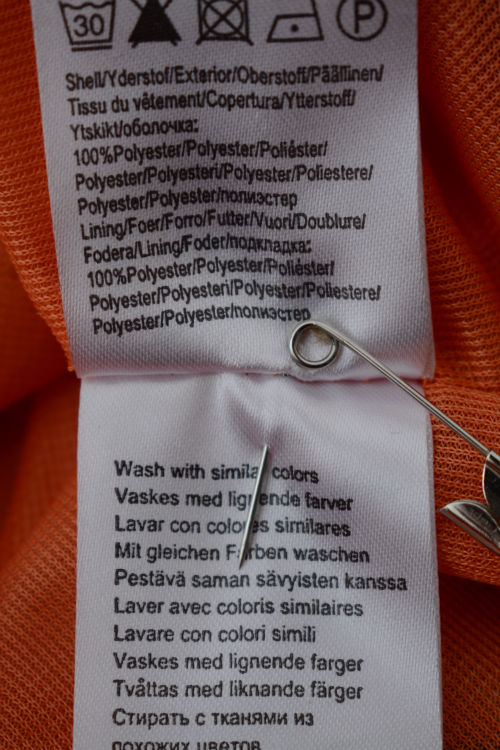 30
P
Shell/Yderstof/Exterior/Oberstoff/Päällinen/
Tissu du vêtement/Copertura/Ytterstoff/
Ytskikt/оболочка:
100%Polyester/Polyester/Poliéster/
Polyester/Polyesteri/Polyester/Poliestere/
Polyester/Polyester/полиэстер
Lining/Foer/Forro/Futter/Vuori/Doublure/
Fodera/Lining/Foder/подкладка:
100%Polyester/Polyester/Poliéster/
Polyester/Polyesteri/Polyester/Poliestere/
Polyester/Polyester/полиэстер
Wash with similar colors
Vaskes med lignende farver
Lavar con colores similares
Mit gleichen Farben waschen
Pestävä saman sävyisten kanssa
Laver avec coloris similaires
Lavare con colori simili
Vaskes med lignende farger
Tvåttas med liknande färger
Стирать с тканями из
похожих цветов